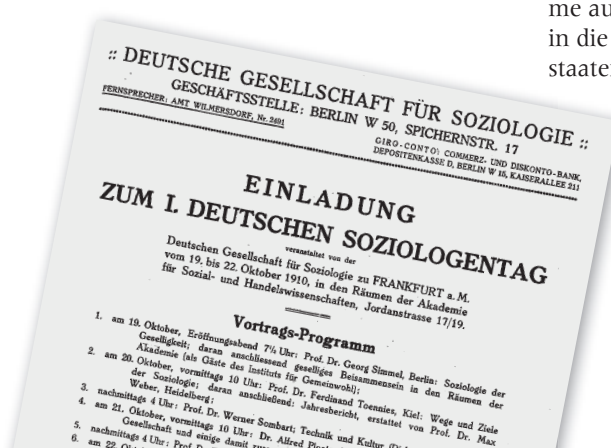 me au
in die
staate
:: DEUTSCHE GESELLSCHAFT FÜR SOZIOLOGIE ::
GESCHÄFTSSTELLE: BERLIN W 50, SPICHERNSTR. 17
FERNSPRECHER: AMT WILMERSDORF, Nr. 2491
GIRO-CONTO: COMMERZ- UND DISKONTO-BANK,
DEPOSITENKASSE D, BERLIN W 15, KAISERALLEE 211
EINLADUNG
ZUM I. DEUTSCHEN SOZIOLOGENTAG
veranstaltet von der
Deutschen Gesellschaft für Soziologie zu FRANKFURT a. M.
vom 19. bis 22. Oktober 1910, in den Räumen der Akademie
für Sozial- und Handelswissenschaften, Jordanstrasse 17/19.
Vortrags-Programm
1. am 19. Oktober, Eröffnungsabend 7½ Uhr: Prof. Dr. Georg Simmel, Berlin: Soziologie der
Geselligkeit; daran anschliessend geselliges Beisammensein in den Räumen der
Akademie (als Gäste des Instituts für Gemeinwohl);
2. am 20. Oktober, vormittags 10 Uhr: Prof. Dr. Ferdinand Toennies, Kiel: Wege und Ziele
der Soziologie; daran anschließend: Jahresbericht, erstattet von Prof. Dr. Max
Weber, Heidelberg;
3. nachmittags 4 Uhr: Prof. Dr. Werner Sombart; Technik und Kultur
4. am 21. Oktober, vormittags 10 Uhr: Dr. Alfred
Gesellschaft und einige damit
5. nachmittags 4 Uhr: Prof.
6. am 22.